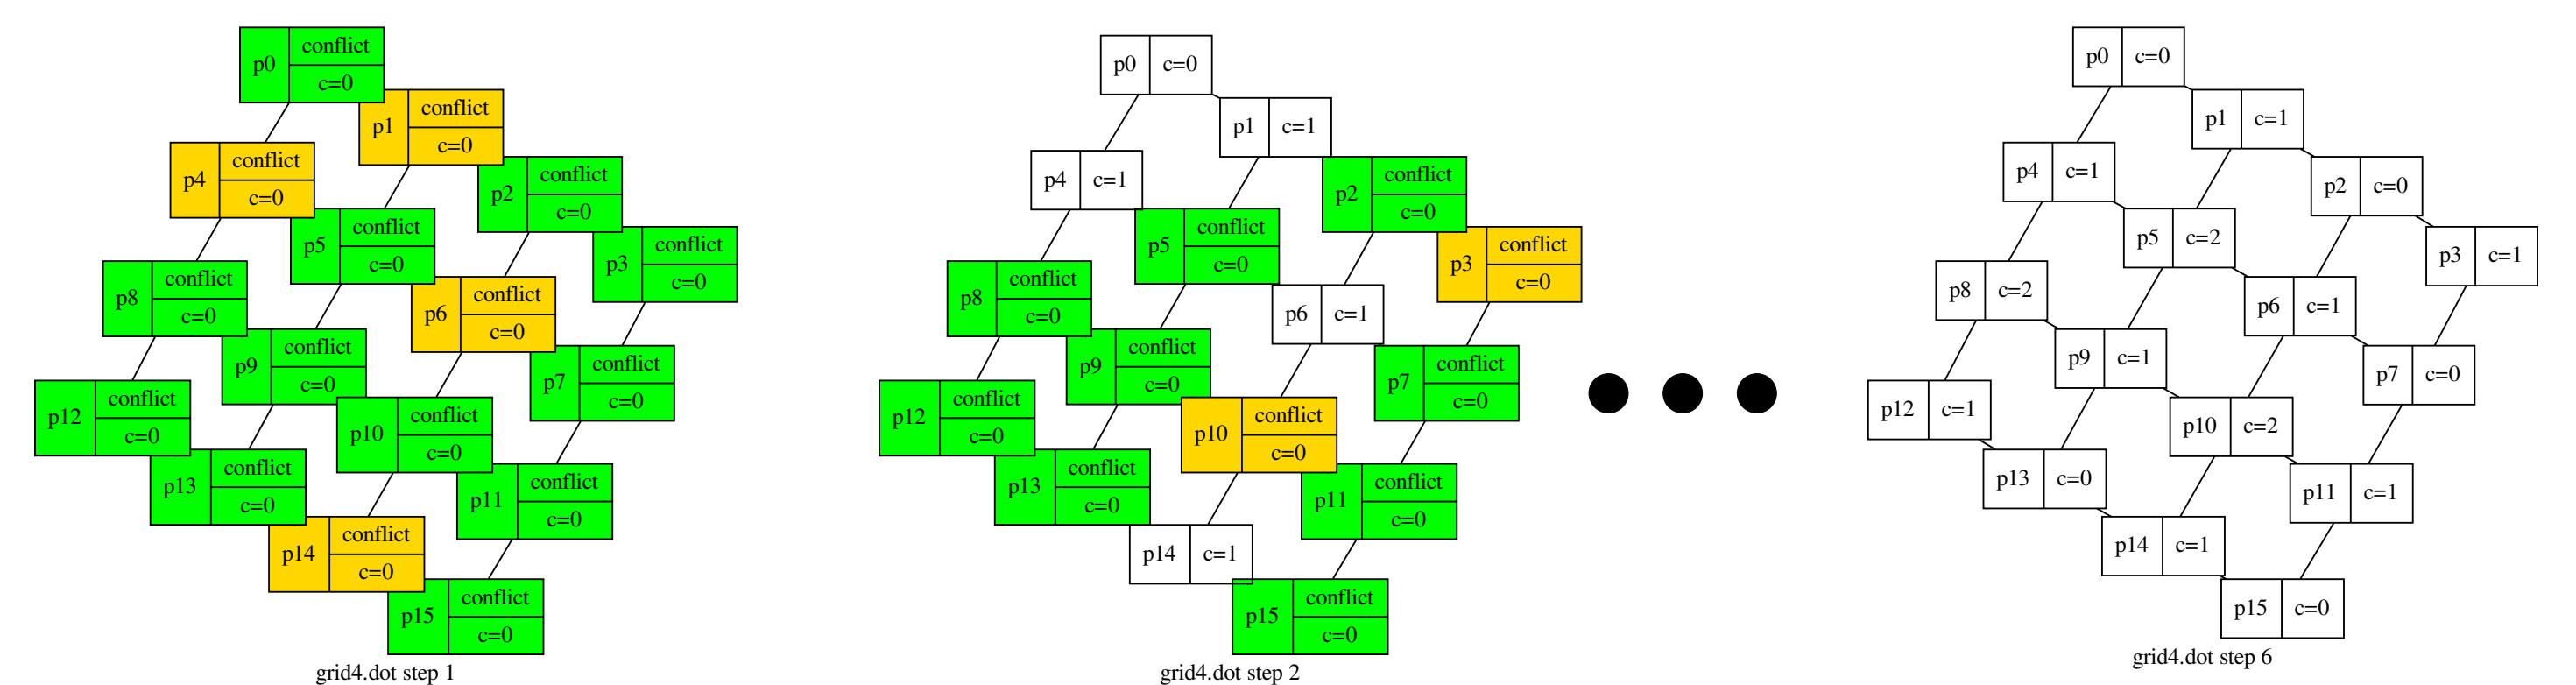 p0 conflict c=0
p1 conflict c=0
p4 conflict c=0
p2 conflict c=0
p5 conflict c=0
p3 conflict c=0
p8 conflict c=0
p6 conflict c=0
p9 conflict c=0
p7 conflict c=0
p12 conflict c=0
p10 conflict c=0
p13 conflict c=0
p11 conflict c=0
p14 conflict c=0
p15 conflict c=0
grid4.dot step 1
p0 c=0
p1 c=1
p4 c=1
p2 conflict c=0
p5 conflict c=0
p3 conflict c=0
p8 conflict c=0
p6 c=1
p9 conflict c=0
p7 conflict c=0
p12 conflict c=0
p10 conflict c=0
p13 conflict c=0
p11 conflict c=0
p14 c=1
p15 conflict c=0
grid4.dot step 2
p0 c=0
p1 c=1
p4 c=1
p2 c=0
p5 c=2
p3 c=1
p8 c=2
p6 c=1
p9 c=1
p7 c=0
p12 c=1
p10 c=2
p13 c=0
p11 c=1
p14 c=1
p15 c=0
grid4.dot step 6